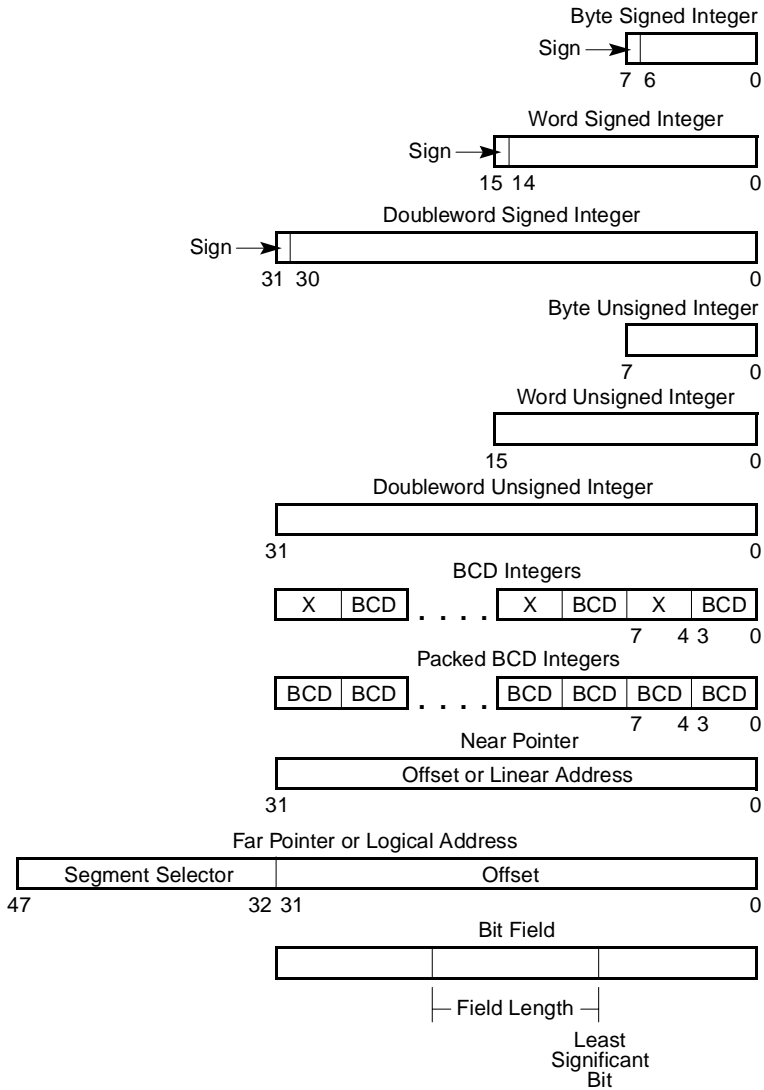 Byte Signed Integer
Sign
7 6 0
Word Signed Integer
Sign
15 14 0
Doubleword Signed Integer
Sign
31 30 0
Byte Unsigned Integer
7 0
Word Unsigned Integer
15 0
Doubleword Unsigned Integer
31 0
BCD Integers
X BCD . . . . X BCD X BCD
7 4 3 0
Packed BCD Integers
BCD BCD . . . . BCD BCD BCD BCD
7 4 3 0
Near Pointer
Offset or Linear Address
31 0
Far Pointer or Logical Address
Segment Selector Offset
47 32 31 0
Bit Field
Field Length
Least
Significant
Bit